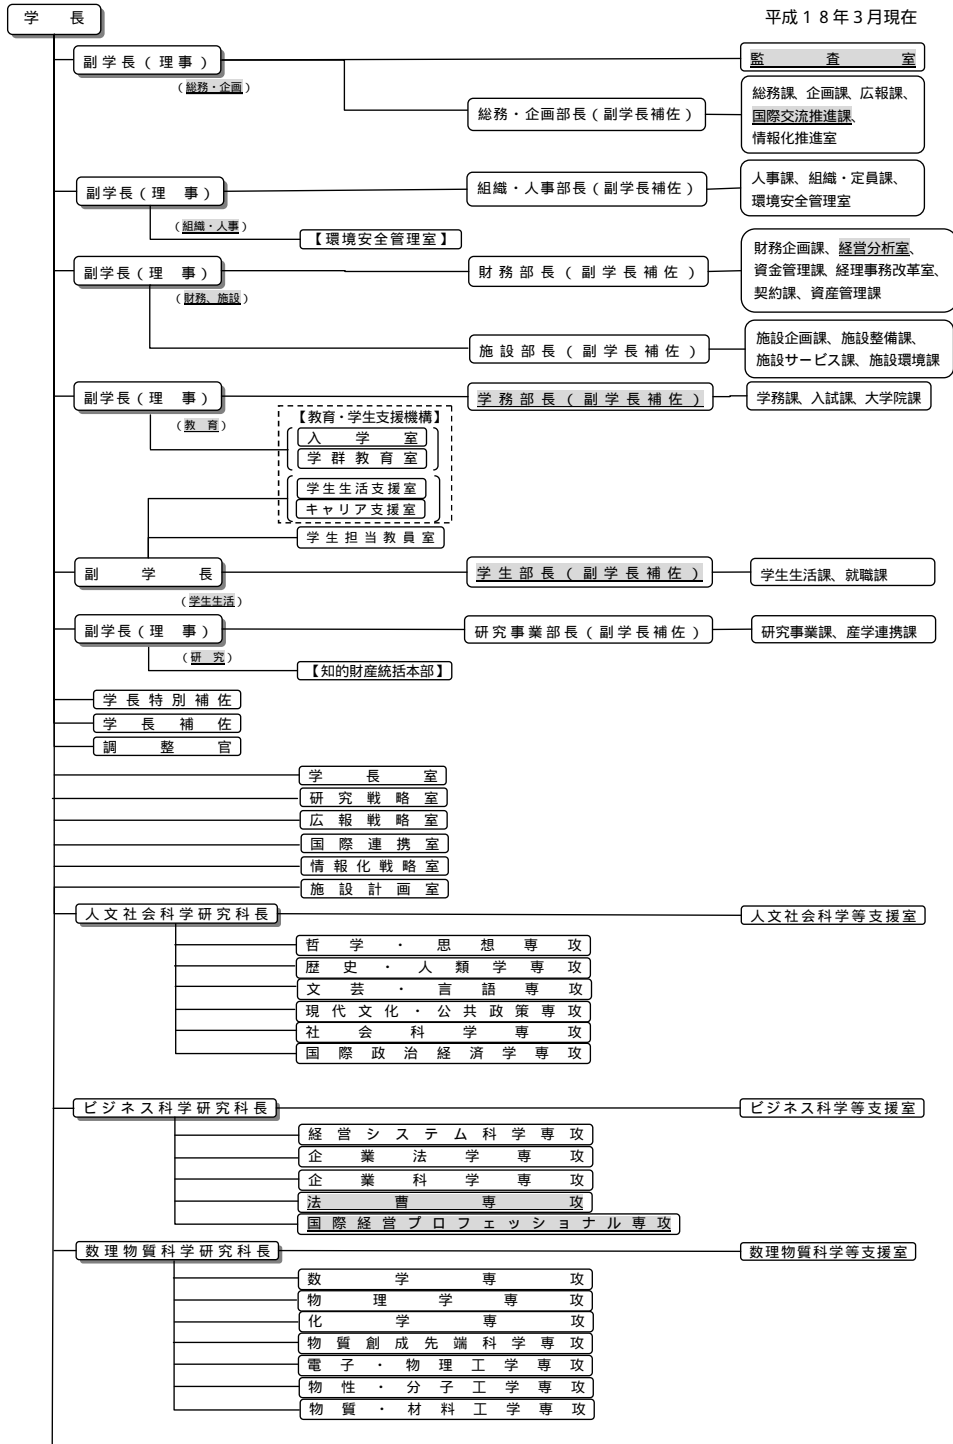 学 長
平成１８年３月現在
副学長（理事）
（総務・企画）
監 査 室
総務・企画部長（副学長補佐）
総務課、企画課、広報課、
国際交流推進課、
情報化推進室
副学長（理 事）
（組織・人事）
【環境安全管理室】
組織・人事部長（副学長補佐）
人事課、組織・定員課、
環境安全管理室
副学長（理 事）
（財務、施設）
財務部長（副学長補佐）
財務企画課、経営分析室、
資金管理課、経理事務改革室、
契約課、資産管理課
施設部長（副学長補佐）
施設企画課、施設整備課、
施設サービス課、施設環境課
副学長（理 事）
（教 育）
学務部長（副学長補佐）
学務課、入試課、大学院課
【教育・学生支援機構】
入 学 室
学 群 教 育 室
学生生活支援室
キャリア支援室
学生担当教員室
副 学 長
（学生生活）
学生部長（副学長補佐）
学生生活課、就職課
副学長（理 事）
（研 究）
【知的財産統括本部】
研究事業部長（副学長補佐）
研究事業課、産学連携課
学長特別補佐
学 長 補 佐
調 整 官
学 長 室
研 究 戦 略 室
広 報 戦 略 室
国 際 連 携 室
情報化戦略室
施 設 計 画 室
人文社会科学研究科長
人文社会科学等支援室
哲 学 ・ 思 想 専 攻
歴 史 ・ 人 類 学 専 攻
文 芸 ・ 言 語 専 攻
現代文化・公共政策専攻
社 会 科 学 専 攻
国 際 政 治 経 済 学 専 攻
ビジネス科学研究科長
ビジネス科学等支援室
経営システム科学専攻
企 業 法 学 専 攻
企 業 科 学 専 攻
法 曹 専 攻
国際経営プロフェッショナル専攻
数理物質科学研究科長
数理物質科学等支援室
数 学 専 攻
物 理 学 専 攻
化 学 専 攻
物質創成先端科学専攻
電子・物理工学専攻
物性・分子工学専攻
物質・材料工学専攻